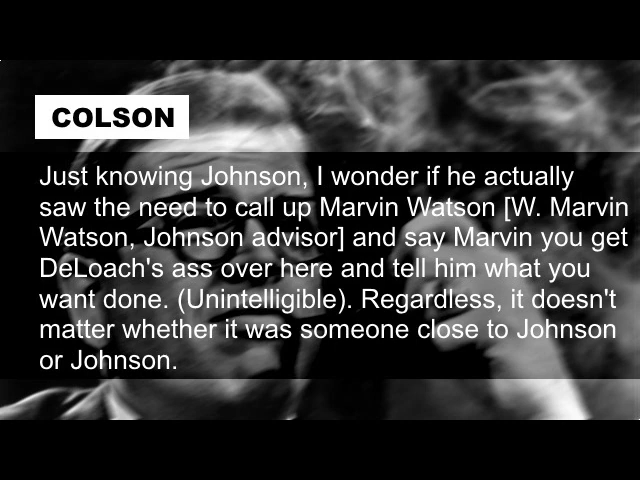 COLSON
Just knowing Johnson, I wonder if he actually
saw the need to call up Marvin Watson [W. Marvin
Watson, Johnson advisor] and say Marvin you get
DeLoach's ass over here and tell him what you
want done. (Unintelligible). Regardless, it doesn't
matter whether it was someone close to Johnson
or Johnson.